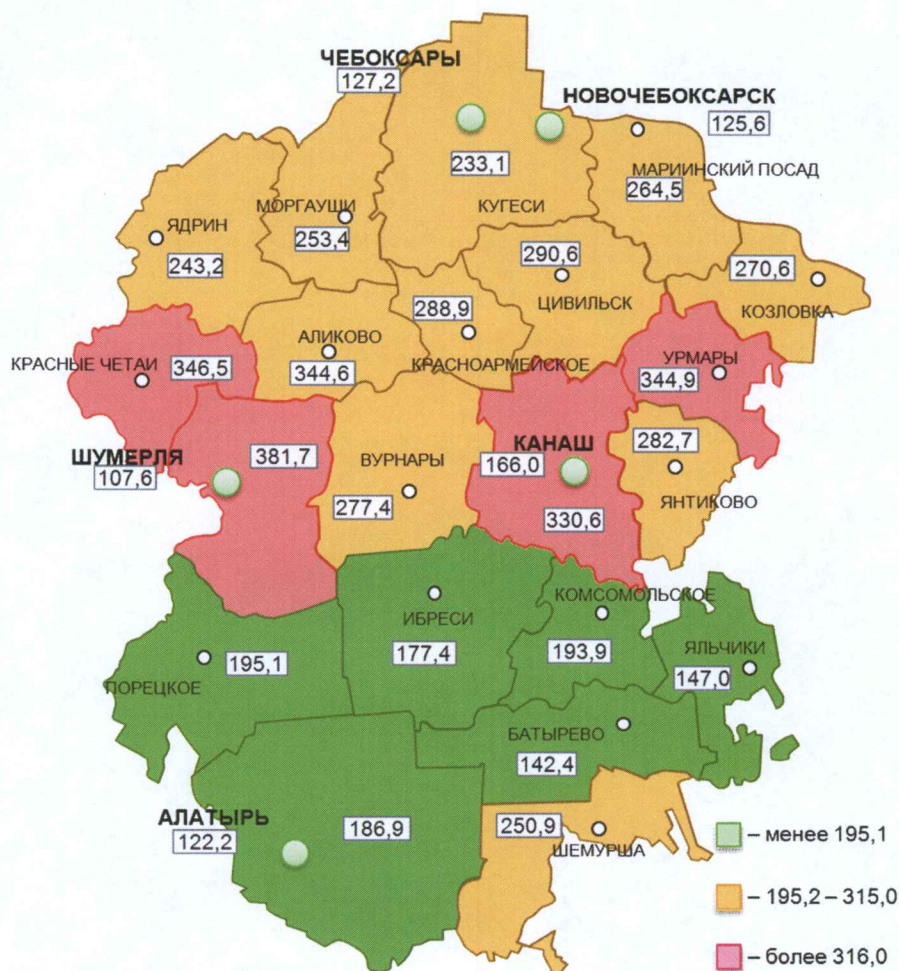 ЧЕБОКСАРЫ
127,2
НОВОЧЕБОКСАРСК
125,6
233,1
КУГЕСИ
МАРИИНСКИЙ ПОСАД
264,5
МОРГАУШИ
253,4
ЯДРИН
243,2
290,6
ЦИВИЛЬСК
270,6
КОЗЛОВКА
288,9
КРАСНОАРМЕЙСКОЕ
АЛИКОВО
344,6
КРАСНЫЕ ЧЕТАИ
346,5
УРМАРЫ
344,9
ШУМЕРЛЯ
107,6
381,7
ВУРНАРЫ
277,4
КАНАШ
166,0
330,6
282,7
ЯНТИКОВО
ИБРЕСИ
177,4
КОМСОМОЛЬСКОЕ
193,9
ЯЛЬЧИКИ
147,0
195,1
ПОРЕЦКОЕ
БАТЫРЕВО
142,4
АЛАТЫРЬ
122,2
186,9
250,9
ШЕМУРША
– менее 195,1
– 195,2 – 315,0
– более 316,0